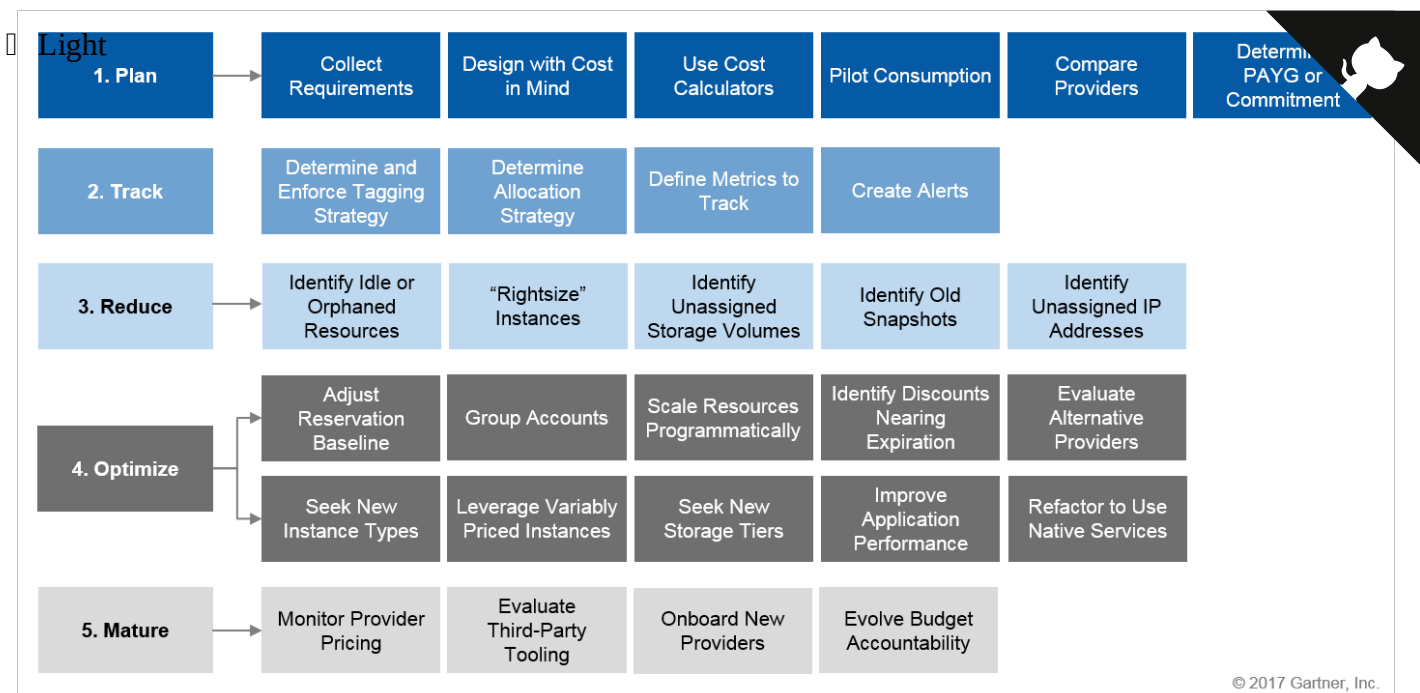 Light
1. Plan
Collect
Requirements
Design with Cost
in Mind
Use Cost
Calculators
Pilot Consumption
Compare
Providers
PAYG or
Commitment
2. Track
Determine and
Enforce Tagging
Strategy
Determine
Allocation
Strategy
Define Metrics to
Track
Create Alerts
3. Reduce
Identify Idle or
Orphaned
Resources
“Rightsize”
Instances
Identify
Unassigned
Storage Volumes
Identify Old
Snapshots
Identify
Unassigned IP
Addresses
4. Optimize
Adjust
Reservation
Baseline
Group Accounts
Scale Resources
Programmatically
Identify Discounts
Nearing
Expiration
Evaluate
Alternative
Providers
Seek New
Instance Types
Leverage Variably
Priced Instances
Seek New
Storage Tiers
Improve
Application
Performance
Refactor to Use
Native Services
5. Mature
Monitor Provider
Pricing
Evaluate
Third-Party
Tooling
Onboard New
Providers
Evolve Budget
Accountability
© 2017 Gartner, Inc.